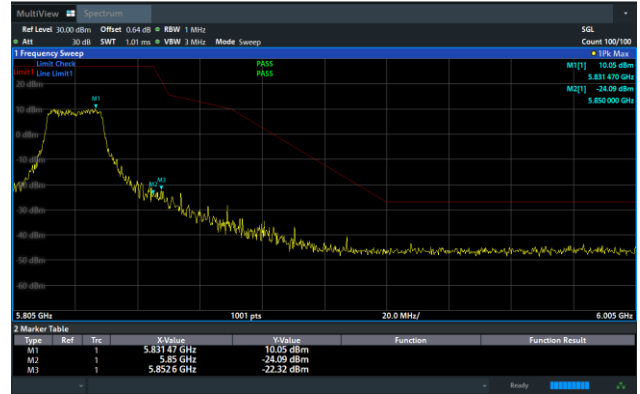 MultiView Spectrum
Ref Level 30.00 dBm Offset 0.64 dB RBW 1 MHz SGL
Att 30 dB SWT 1.01 ms VBW 3 MHz Mode Sweep Count 100/100
1 Frequency Sweep 1Pk Max
Limit Check PASS M1[1] 10.05 dBm
Line Limit1 PASS 5.831 470 GHz
M2[1] -24.09 dBm
20 dBm 5.850 000 GHz
M1
10 dBm
0 dBm
-10 dBm
M2 M3
-30 dBm
-40 dBm
-50 dBm
-60 dBm
5.805 GHz 1001 pts 20.0 MHz/ 6.005 GHz
2 Marker Table
Type Ref Trc X-Value Y-Value Function Function Result
M1 1 5.83147 GHz 10.05 dBm
M2 1 5.85 GHz -24.09 dBm
M3 1 5.8526 GHz -22.32 dBm
Ready